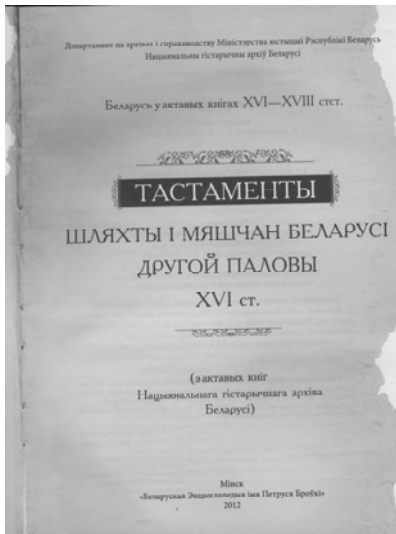 Дэпартамент па архівах і справаводству Міністэрства юстыцыі Рэспублікі Беларусь
Нацыянальны гістарычны архіў Беларусі
Беларусь у актавых кнігах XVI—XVIII стст.
ТАСТАМЕНТЫ
ШЛЯХТЫ І МЯШЧАН БЕЛАРУСІ
ДРУГОЙ ПАЛОВЫ
XVI ст.
(з актавых кніг
Нацыянальнага гістарычнага архіва
Беларусі)
Мінск
«Беларуская Энцыклапедыя імя Петруся Броўкі»
2012